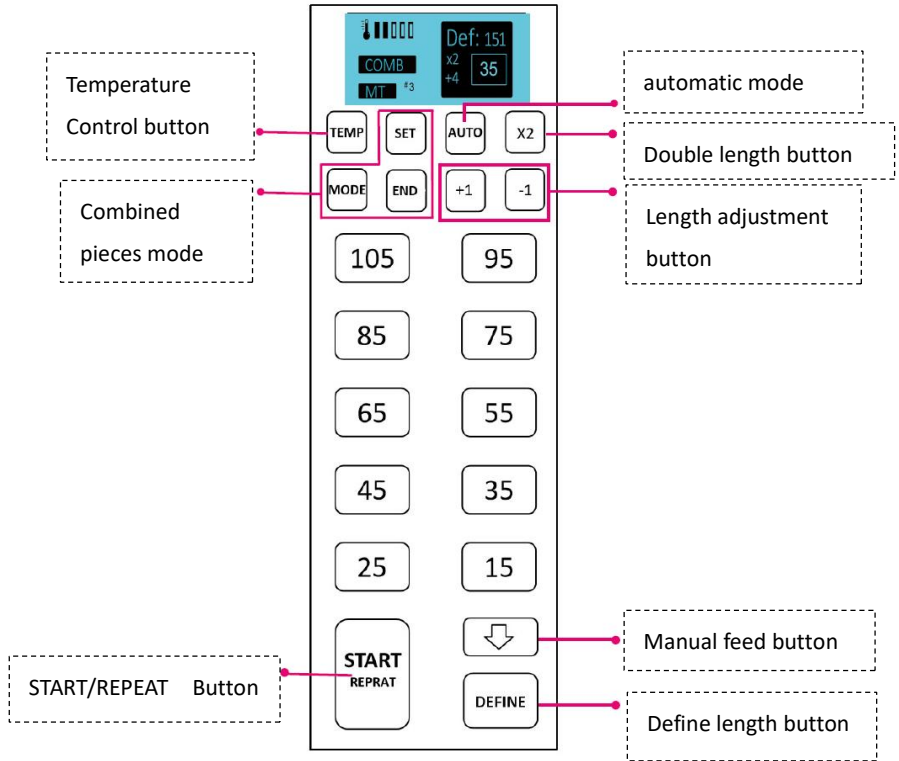 Def: 151
COMB
x2
35
+4
MT
#3
Temperature
Control button
automatic mode
TEMP
SET
AUTO
X2
Double length button
MODE
END
+1
-1
Combined
pieces mode
Length adjustment
button
105
95
85
75
65
55
45
35
25
15
START
REPRAT
START/REPEAT Button
Manual feed button
DEFINE
Define length button